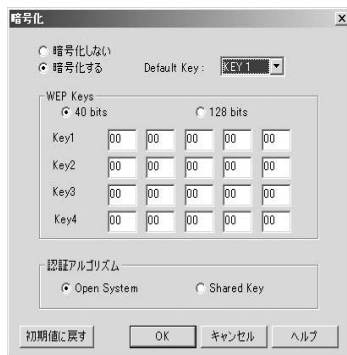 暗号化
暗号化しない
暗号化する Default Key : KEY 1
WEP Keys
40 bits 128 bits
Key1 00 00 00 00 00
Key2 00 00 00 00 00
Key3 00 00 00 00 00
Key4 00 00 00 00 00
認証アルゴリズム
Open System Shared Key
初期値に戻す OK キャンセル ヘルプ